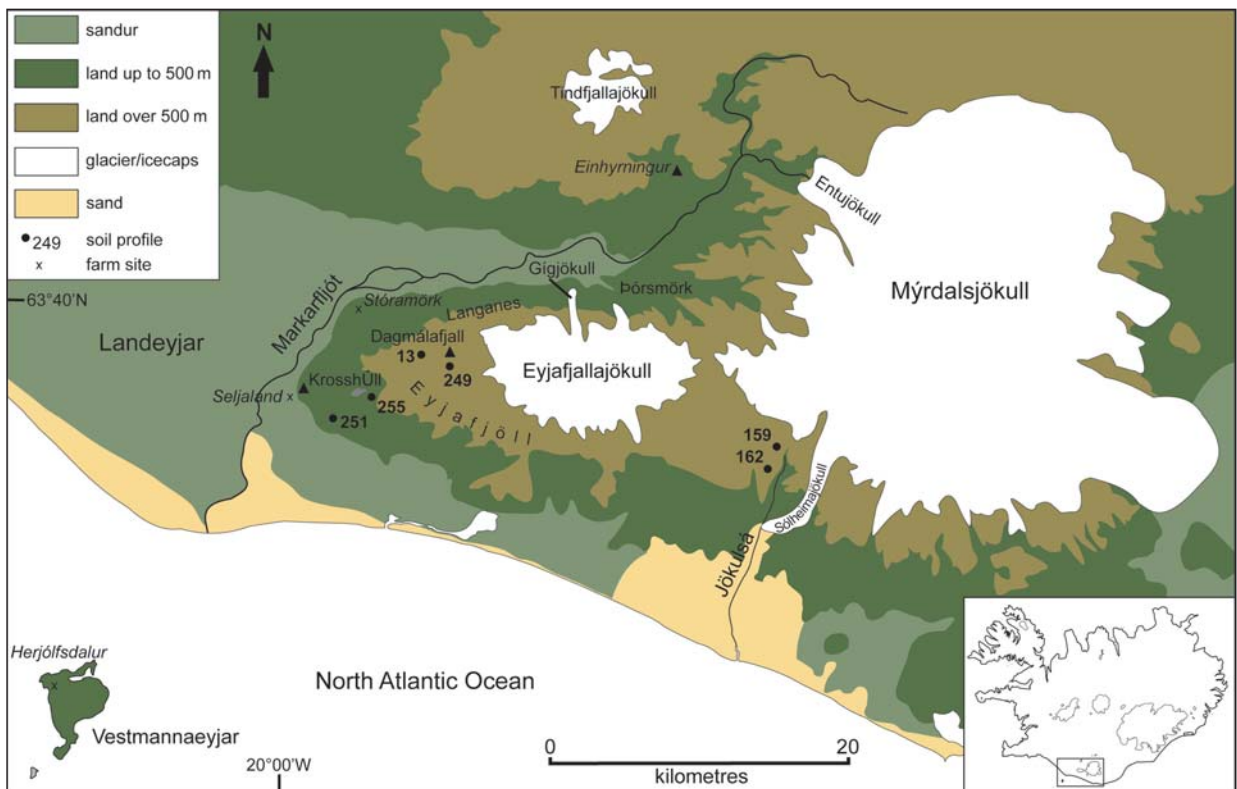 sandur
land up to 500 m
land over 500 m
glacier/icecaps
sand
249 soil profile
x farm site
N
Tindfjallajökull
Einhyrningur
Entujökull
63°40'N
Gígjökull
Þórsmörk
Mýrdalsjökull
Markarfljót
Stóramörk
Langanes
Landeyjar
Dagmálafjall
13
249
Eyjafjallajökull
KrosshÜll
Seljaland
255
251
Eyjafjöll
159
162
Sólheimajökull
Jökulsá
Herjólfsdalur
North Atlantic Ocean
Vestmannaeyjar
20°00'W
0 20
kilometres